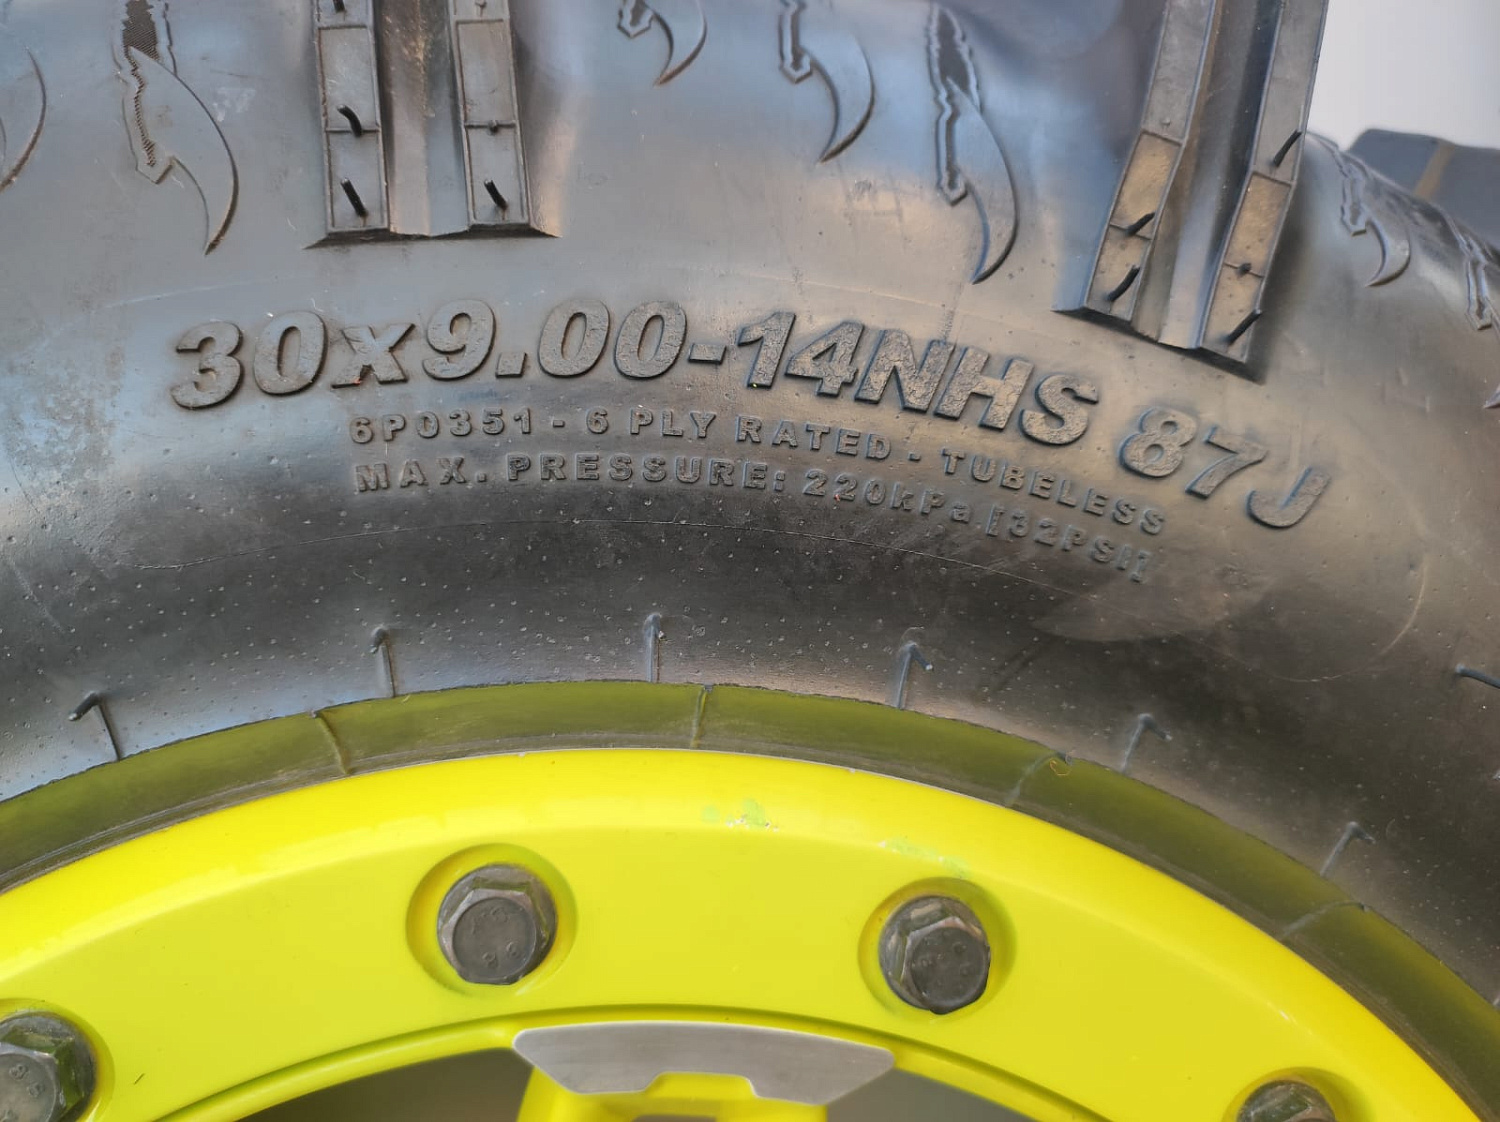 30x9.00-14NHS 87J
6P0351 - 6 PLY RATED - TUBELESS
MAX. PRESSURE: 220kPa [32PSI]